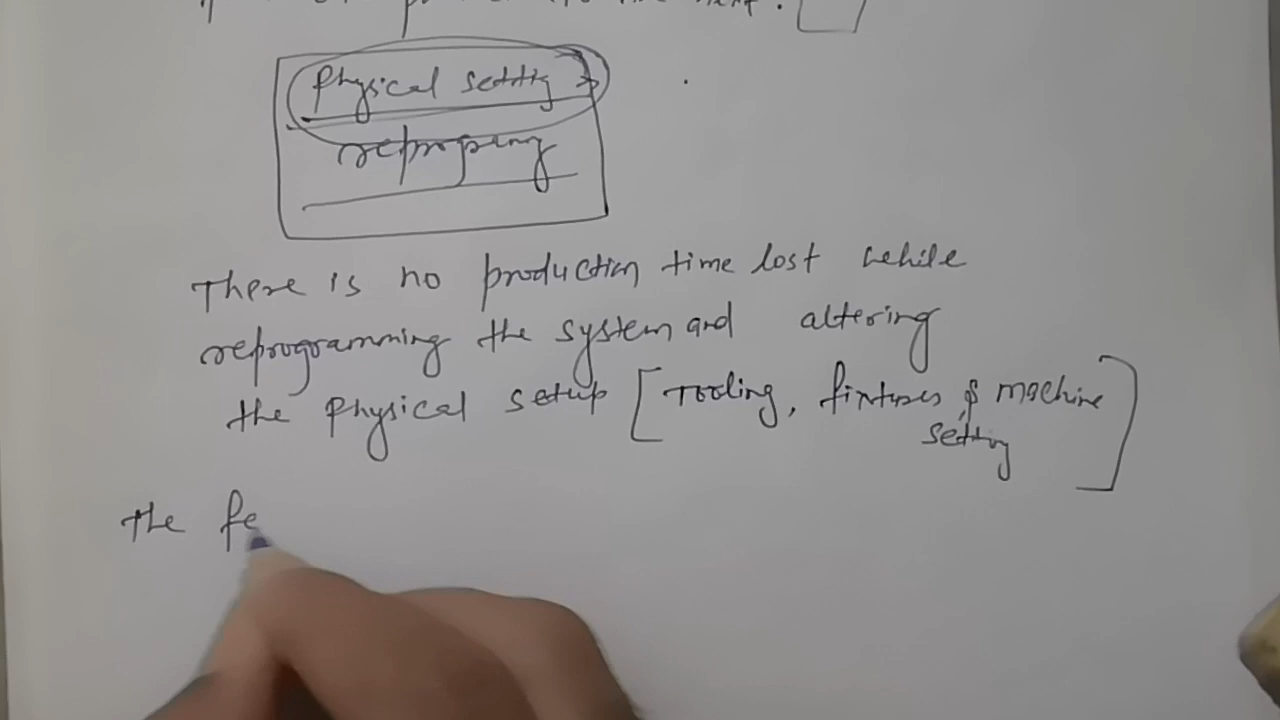 Physical setting
reproging
There is no production time lost while
reprogramming the system and altering
the Physical setup [Tooling, fixtures & machine
setting]
The fe